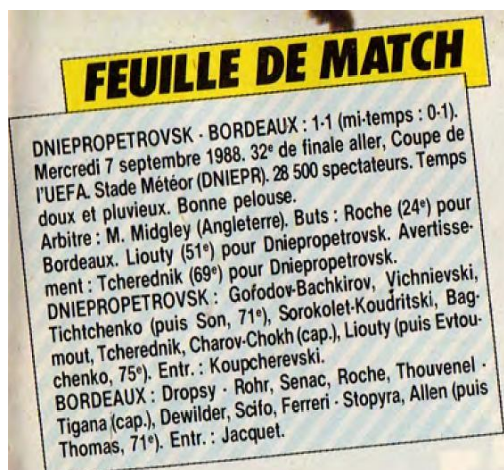 FEUILLE DE MATCH
DNIEPROPETROVSK - BORDEAUX : 1-1 (mi-temps : 0-1).
Mercredi 7 septembre 1988. 32e de finale aller, Coupe de
l'UEFA. Stade Météor (DNIEPR). 28 500 spectateurs. Temps
doux et pluvieux. Bonne pelouse.
Arbitre : M. Midgley (Angleterre). Buts : Roche (24e) pour
Bordeaux. Liouty (51e) pour Dniepropetrovsk. Avertisse-
ment : Tcherednik (69e) pour Dniepropetrovsk.
DNIEPROPETROVSK : Gofodov-Bachkirov, Vichnievski,
Tichtchenko (puis Son, 71e), Sorokolet-Koudritski, Bag-
mout, Tcherednik, Charov-Chokh (cap.), Liouty (puis Evtou-
chenko, 75e). Entr. : Koupcherevski.
BORDEAUX : Dropsy - Rohr, Senac, Roche, Thouvenel -
Tigana (cap.), Dewilder, Scifo, Ferreri - Stopyra, Allen (puis
Thomas, 71e). Entr. : Jacquet.